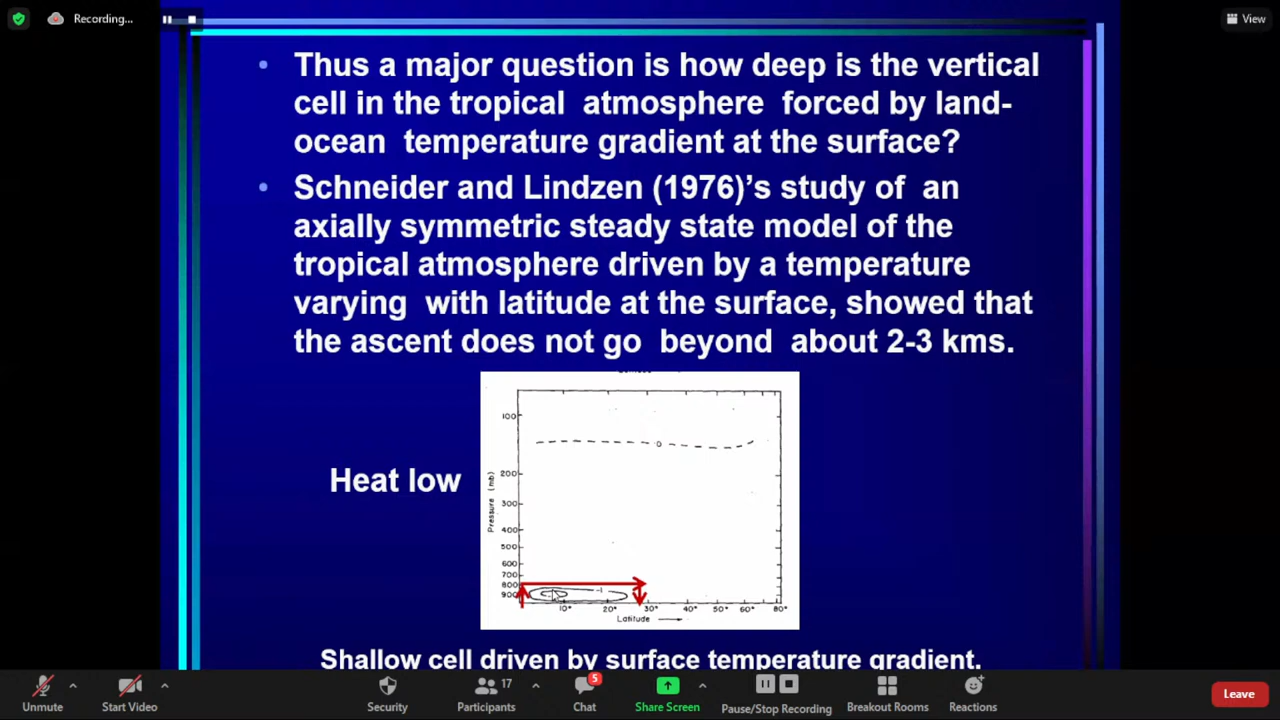 Recording...
View
• Thus a major question is how deep is the vertical
cell in the tropical atmosphere forced by land-
ocean temperature gradient at the surface?
• Schneider and Lindzen (1976)'s study of an
axially symmetric steady state model of the
tropical atmosphere driven by a temperature
varying with latitude at the surface, showed that
the ascent does not go beyond about 2-3 kms.
Heat low
Pressure (mb)
100
200
300
400
500
600
700
800
900
0
-1
10° 20° 30° 40° 50° 60° 80°
Latitude
Shallow cell driven by surface temperature gradient.
Unmute
Start Video
Security
17
Participants
5
Chat
Share Screen
Pause/Stop Recording
Breakout Rooms
Reactions
Leave